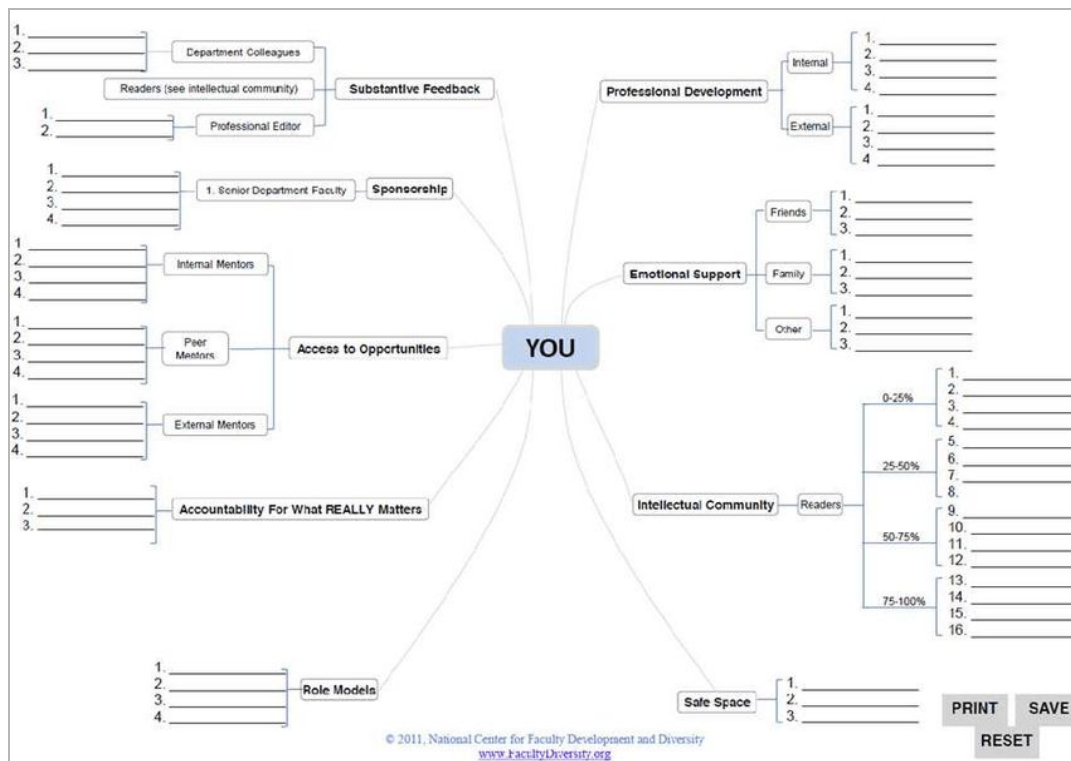 1.
2.
3.
Department Colleagues
Readers (see intellectual community)
1.
2.
Professional Editor
Substantive Feedback
1.
2.
3.
4.
1. Senior Department Faculty
Sponsorship
1
2.
3.
4.
Internal Mentors
1.
2.
3.
4.
Peer
Mentors
1.
2.
3.
4.
External Mentors
Access to Opportunities
1.
2.
3.
Accountability For What REALLY Matters
1.
2.
3.
4.
Role Models
YOU
Professional Development
Internal
1.
2.
3.
4.
External
1.
2.
3.
4
Emotional Support
Friends
1.
2.
3.
Family
1.
2.
3.
Other
1.
2.
3.
Intellectual Community
Readers
0-25%
1.
2.
3.
4.
25-50%
5.
6.
7.
8.
50-75%
9.
10.
11.
12.
75-100%
13.
14.
15.
16.
Safe Space
1.
2.
3.
PRINT
SAVE
RESET
© 2011, National Center for Faculty Development and Diversity
www.FacultyDiversity.org